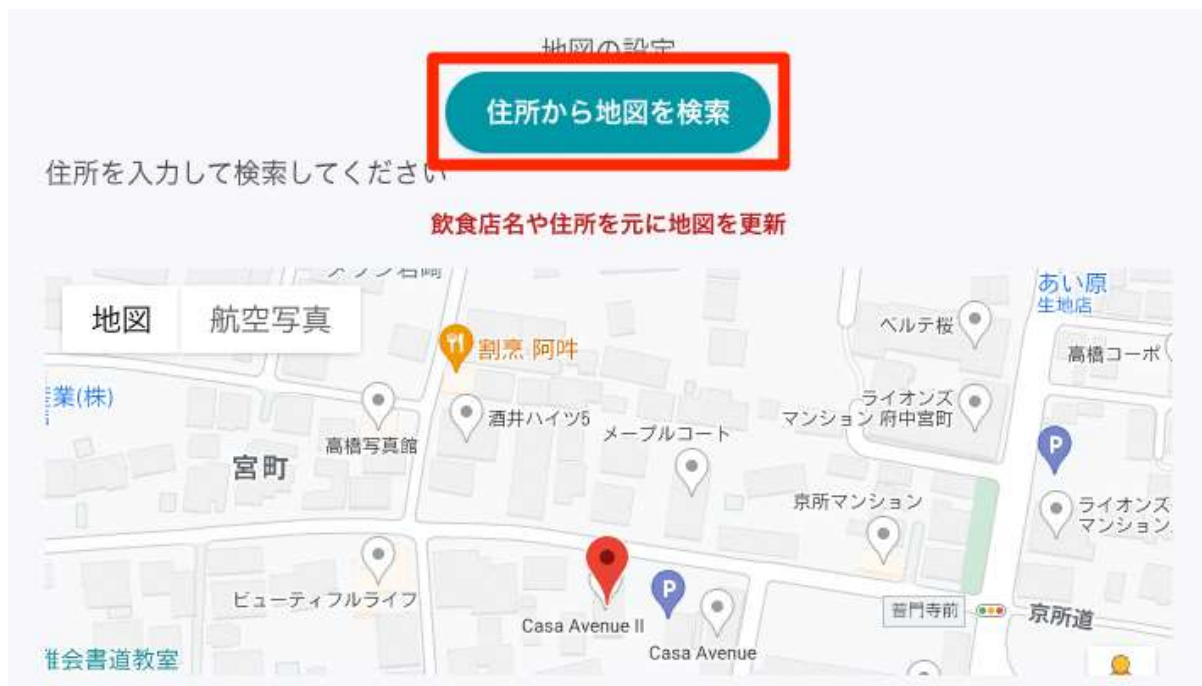 地図の設定
住所から地図を検索
住所を入力して検索してください
飲食店名や住所を元に地図を更新
地図
航空写真
あい原
生地店
ベルテ桜
割烹 阿吽
高橋コーポ
業(株)
酒井ハイツ5
ライオンズ
マンション 府中宮町
メープルコート
高橋写真館
宮町
P
京所マンション
ライオンズ
マンション
ビューティフルライフ
P
普門寺前
京所道
Casa Avenue II
Casa Avenue
会書道教室